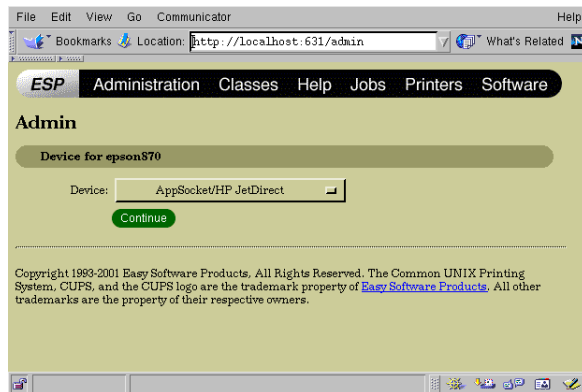 File Edit View Go Communicator Help
Bookmarks Location: http://localhost:631/admin What's Related N
ESP Administration Classes Help Jobs Printers Software
Admin
Device for epson870
Device: AppSocket/HP JetDirect
Continue
Copyright 1993-2001 Easy Software Products, All Rights Reserved. The Common UNIX Printing
System, CUPS, and the CUPS logo are the trademark property of Easy Software Products. All other
trademarks are the property of their respective owners.